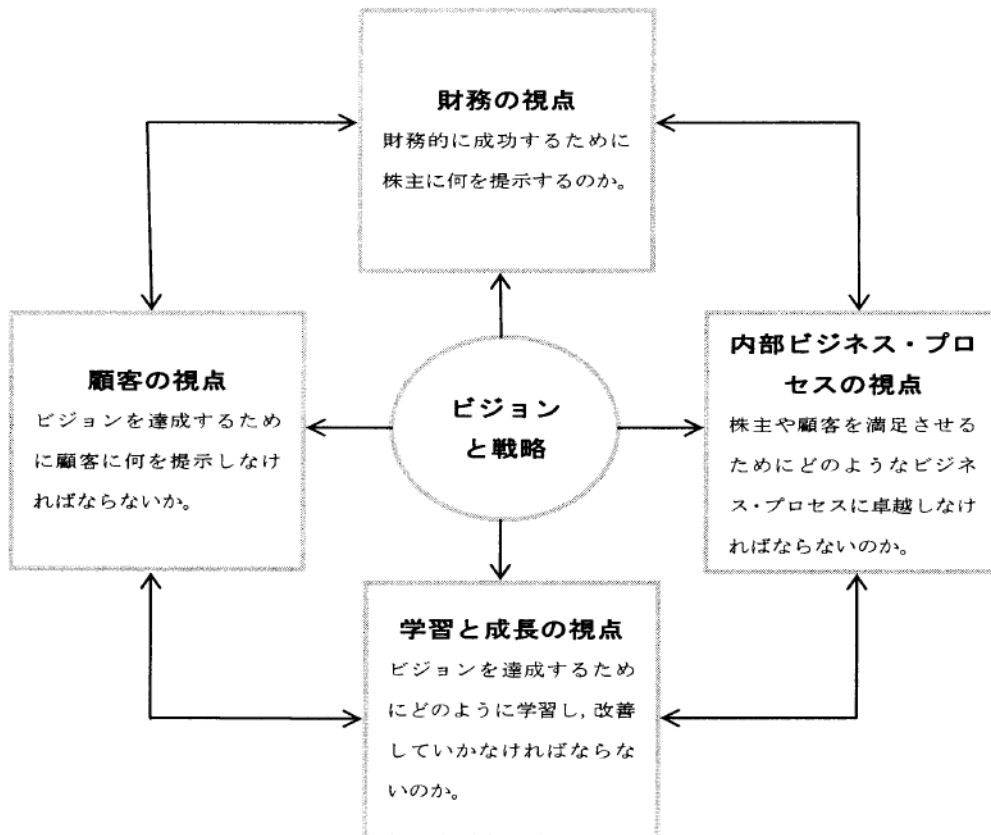 財務の視点
財務的に成功するために
株主に何を提示するのか。
顧客の視点
ビジョンを達成するため
に顧客に何を提示しなけ
ればならないか。
ビジョン
と戦略
内部ビジネス・プロ
セスの視点
株主や顧客を満足させる
ためにどのようなビジネ
ス・プロセスに卓越しなけ
ればならないのか。
学習と成長の視点
ビジョンを達成するため
にどのように学習し,改善
していかなければならな
いのか。